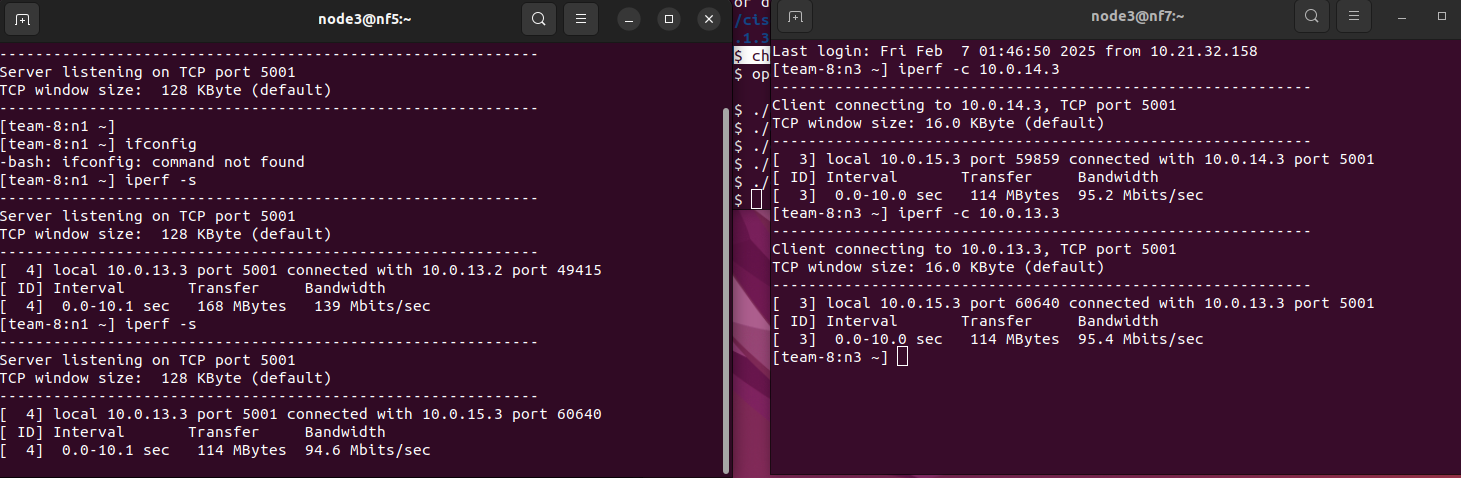 node3@nf5:~
---------------------------------------------------------------
Server listening on TCP port 5001
TCP window size:  128 KByte (default)
------------------------------------------------------------
[team-8:n1 ~]
[team-8:n1 ~] ifconfig
-bash: ifconfig: command not found
[team-8:n1 ~] iperf -s
------------------------------------------------------------
Server listening on TCP port 5001
TCP window size:  128 KByte (default)
------------------------------------------------------------
[  4] local 10.0.13.3 port 5001 connected with 10.0.13.2 port 49415
[ ID] Interval       Transfer     Bandwidth
[  4]  0.0-10.1 sec   168 MBytes   139 Mbits/sec
[team-8:n1 ~] iperf -s
------------------------------------------------------------
Server listening on TCP port 5001
TCP window size:  128 KByte (default)
------------------------------------------------------------
[  4] local 10.0.13.3 port 5001 connected with 10.0.15.3 port 60640
[ ID] Interval       Transfer     Bandwidth
[  4]  0.0-10.1 sec   114 MBytes  94.6 Mbits/sec
or d
/cis
.1.3
$ ch
$ op
$ ./
$ ./
$ ./
$ ./
$ ./
$
node3@nf7:~
Last login: Fri Feb  7 01:46:50 2025 from 10.21.32.158
[team-8:n3 ~] iperf -c 10.0.14.3
------------------------------------------------------------
Client connecting to 10.0.14.3, TCP port 5001
TCP window size: 16.0 KByte (default)
------------------------------------------------------------
[  3] local 10.0.15.3 port 59859 connected with 10.0.14.3 port 5001
[ ID] Interval       Transfer     Bandwidth
[  3]  0.0-10.0 sec   114 MBytes  95.2 Mbits/sec
[team-8:n3 ~] iperf -c 10.0.13.3
------------------------------------------------------------
Client connecting to 10.0.13.3, TCP port 5001
TCP window size: 16.0 KByte (default)
------------------------------------------------------------
[  3] local 10.0.15.3 port 60640 connected with 10.0.13.3 port 5001
[ ID] Interval       Transfer     Bandwidth
[  3]  0.0-10.0 sec   114 MBytes  95.4 Mbits/sec
[team-8:n3 ~]